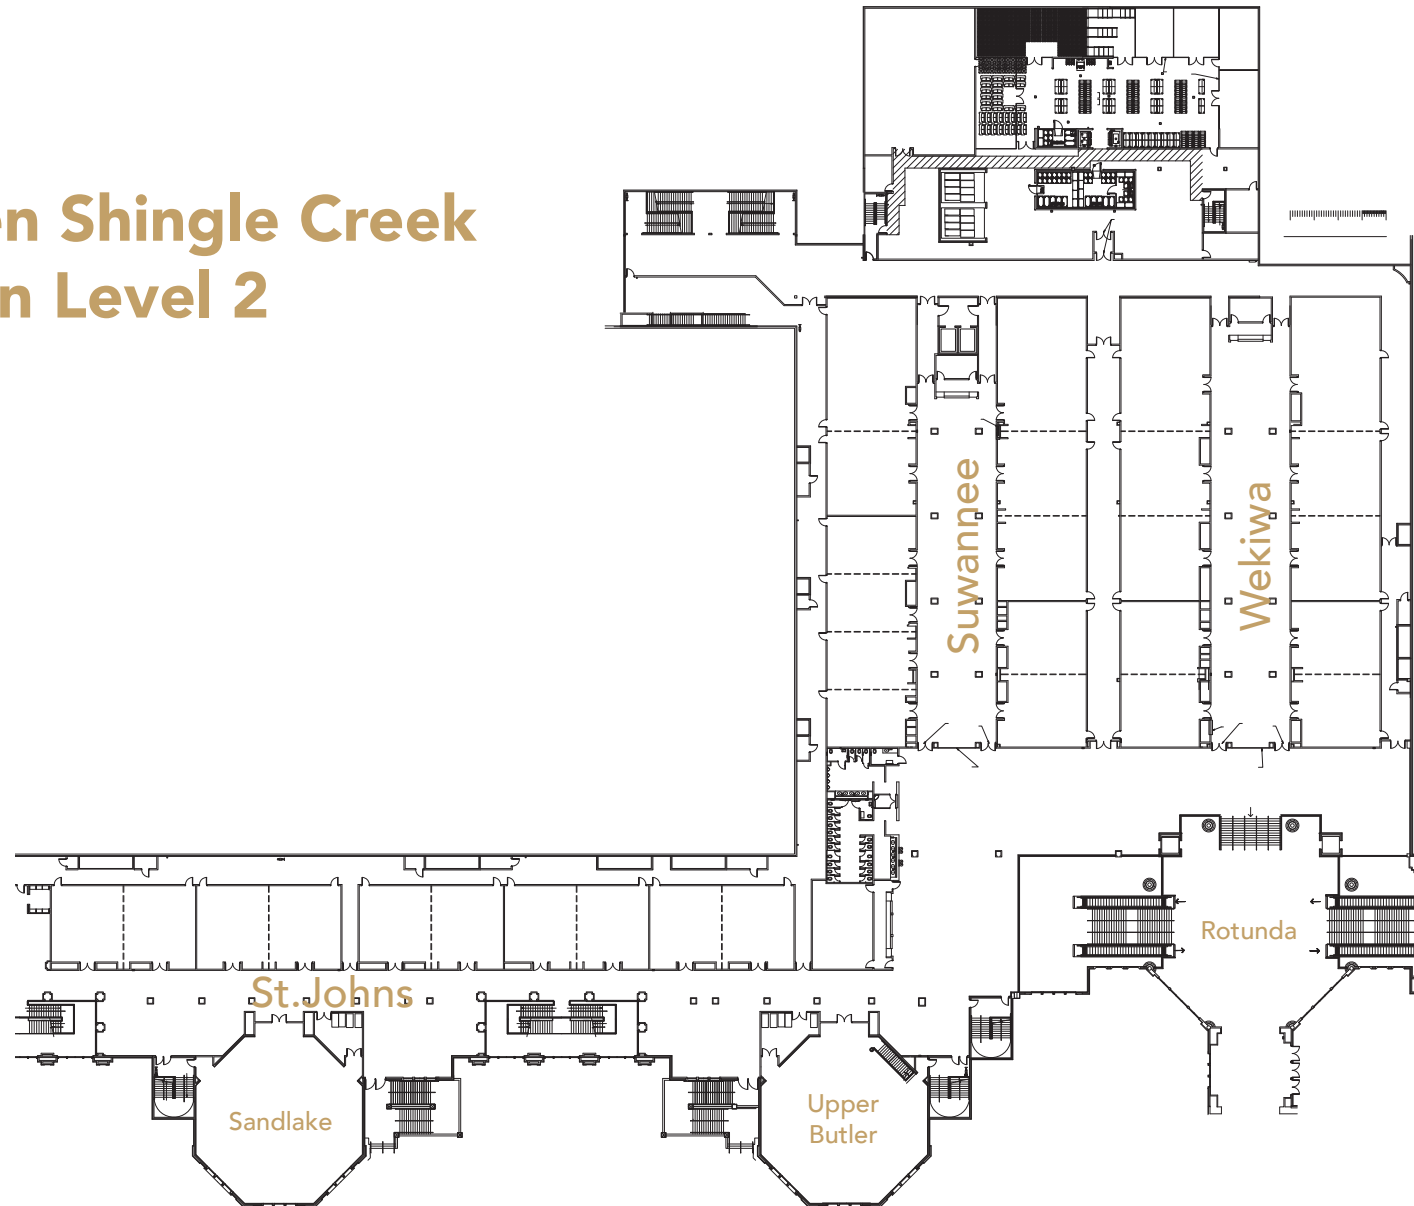 en Shingle Creek
n Level 2
Suwannee
Wekiwa
Rotunda
St.Johns
Sandlake
Upper
Butler